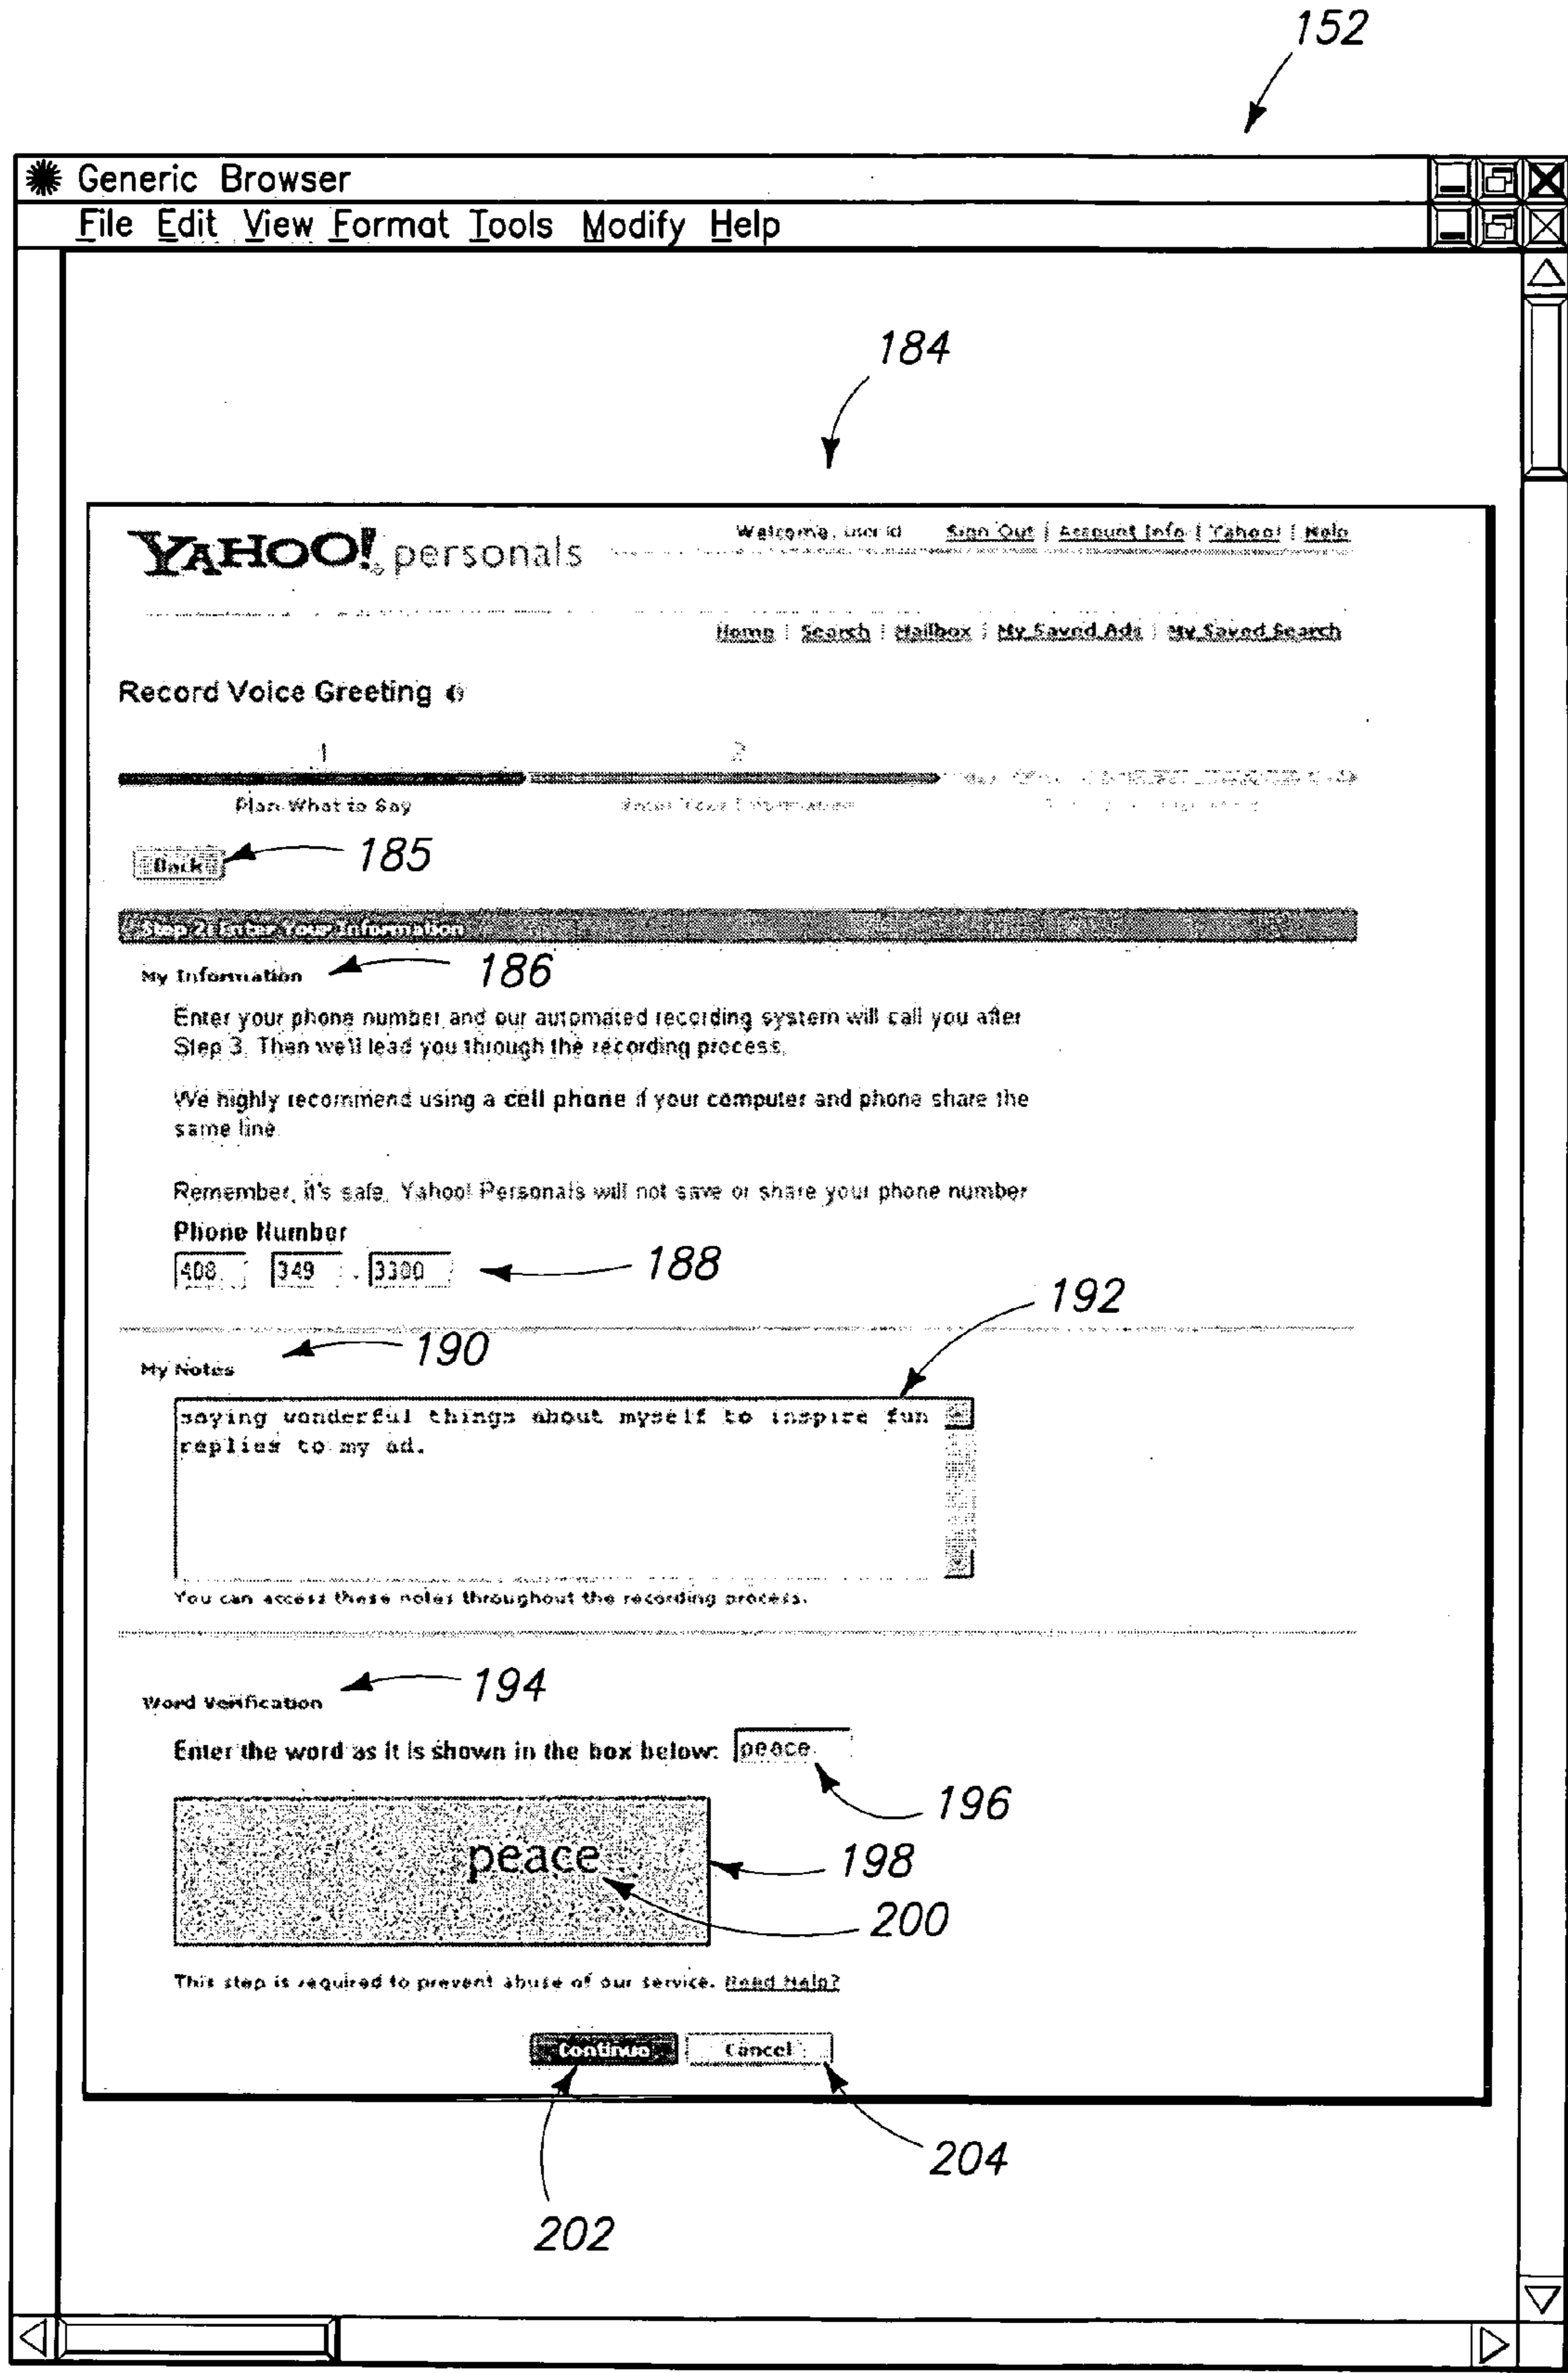 152
Generic Browser
File Edit View Format Tools Modify Help
184
YAHOO! personals
Welcome, user id Sign Out | Account Info | Yahoo! | Help
Home | Search | Mailbox | My Saved Ads | My Saved Search
Record Voice Greeting
1 2
Plan What to Say Enter Your Information
Back 185
Step 2: Enter Your Information
My Information 186
Enter your phone number and our automated recording system will call you after
Step 3. Then we'll lead you through the recording process.
We highly recommend using a cell phone if your computer and phone share the
same line.
Remember, it's safe. Yahoo! Personals will not save or share your phone number
Phone Number
408 349 - 3300 188
192
My Notes 190
saying wonderful things about myself to inspire fun
replies to my ad.
You can access these notes throughout the recording process.
Word Verification 194
Enter the word as it is shown in the box below: peace
196
peace 198
200
This step is required to prevent abuse of our service. Need Help?
Continue Cancel
204
202